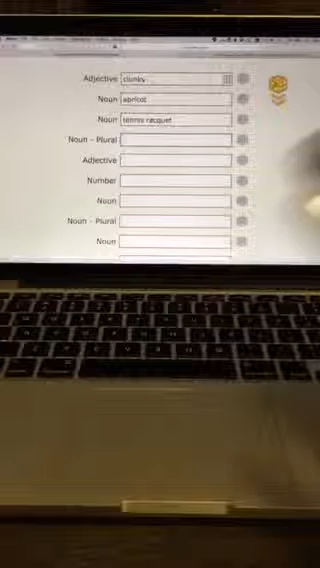 Adjective clunky
Noun apricot
Noun tennis racquet
Noun - Plural
Adjective
Number
Noun
Noun - Plural
Noun